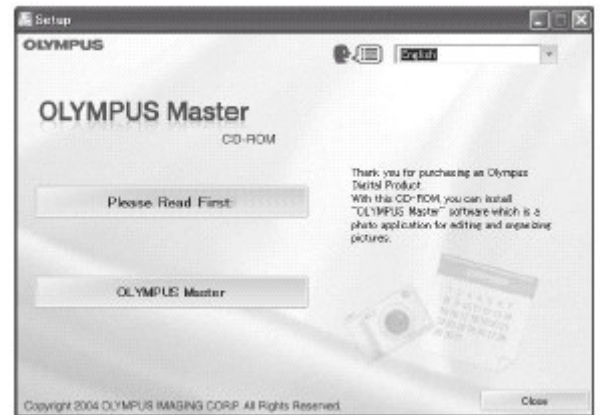 Setup
OLYMPUS
English
OLYMPUS Master
CD-ROM
Please Read First
Thank you for purchasing an Olympus
Digital Product.
With this CD-ROM, you can install
"OLYMPUS Master" software which is a
photo application for editing and organizing
pictures.
OLYMPUS Master
Copyright 2004 OLYMPUS IMAGING CORP. All Rights Reserved.
Close